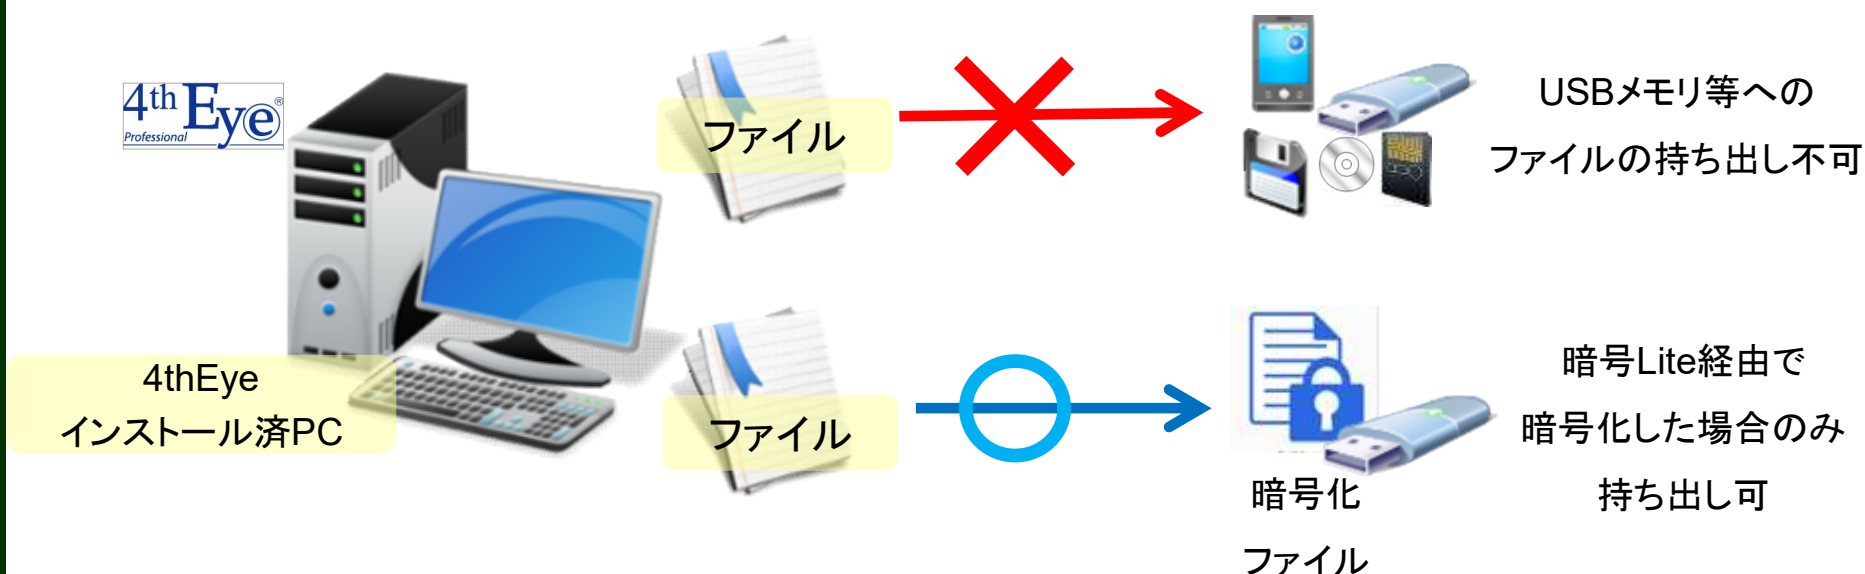 4th Eye®
Professional
ファイル
USBメモリ等への
ファイルの持ち出し不可
4thEye
インストール済PC
ファイル
暗号化
ファイル
暗号Lite経由で
暗号化した場合のみ
持ち出し可